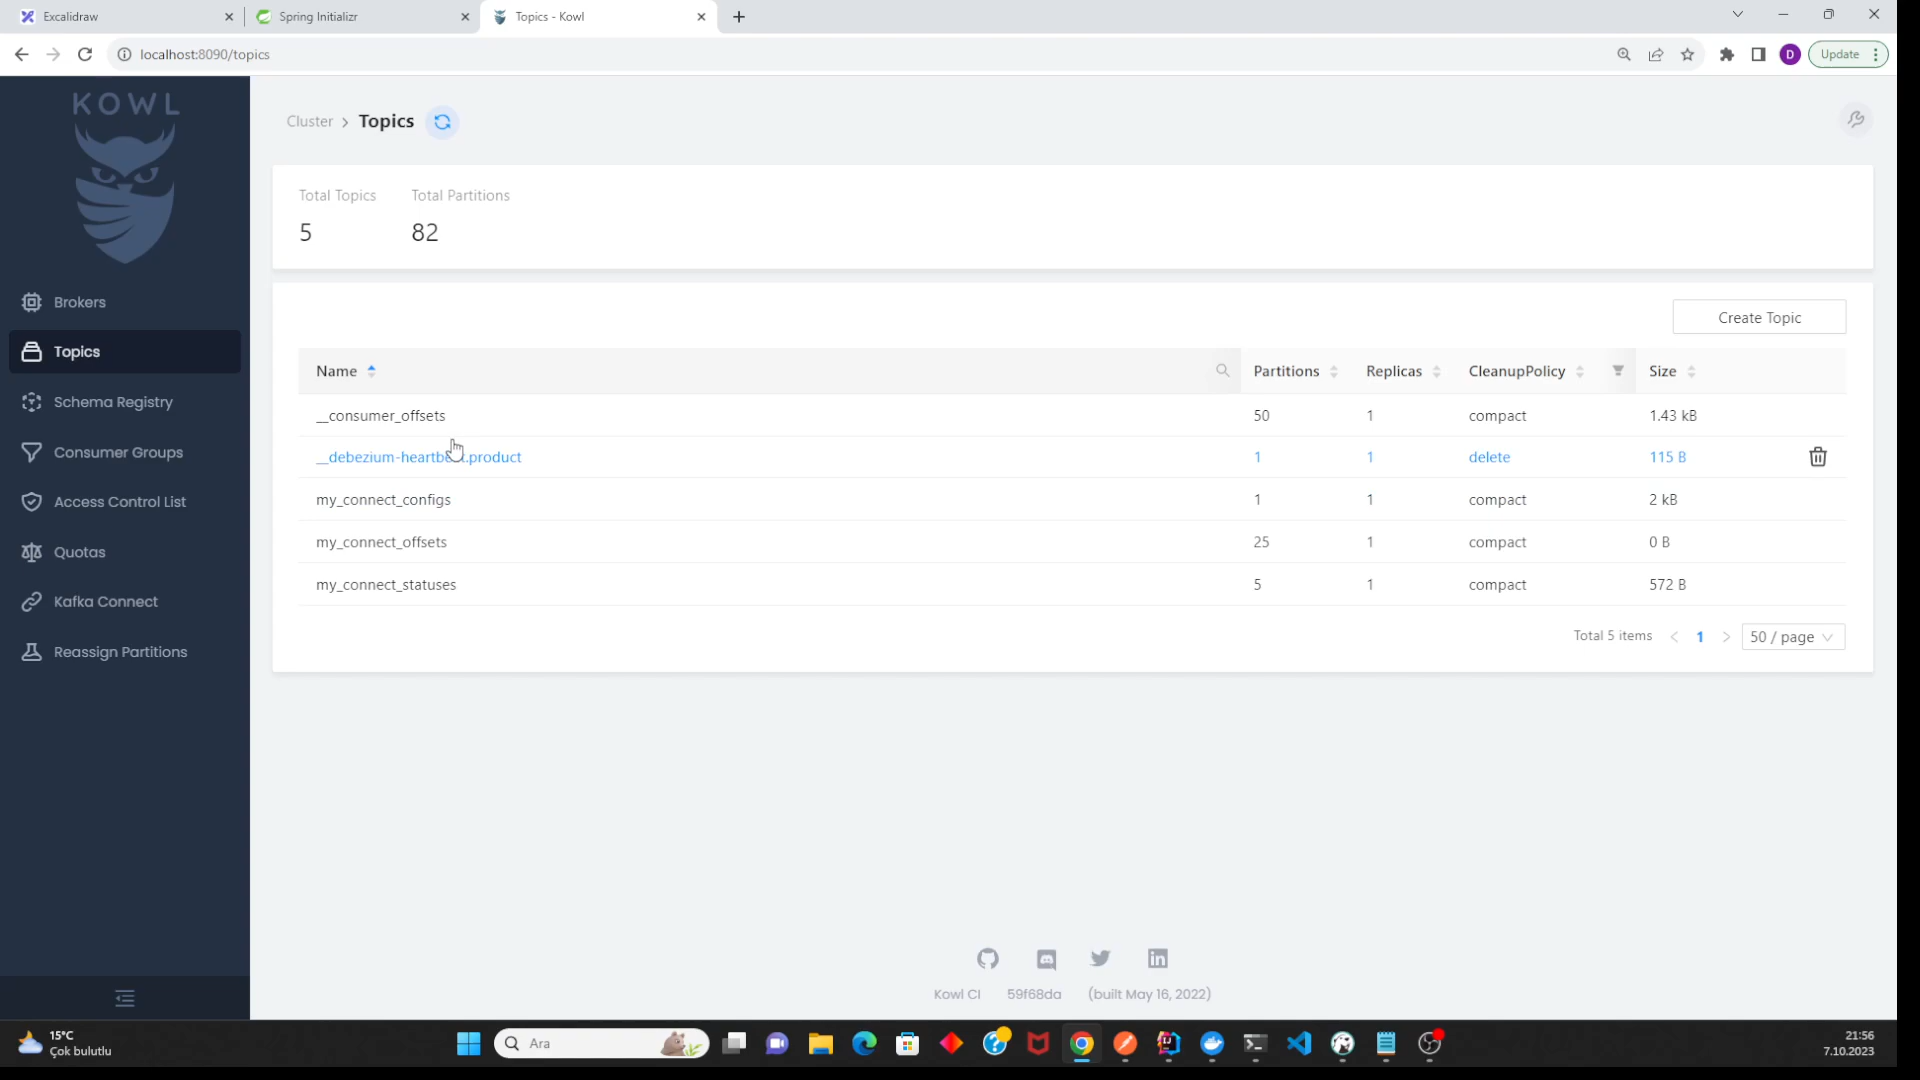 Excalidraw
Spring Initializr
Topics - Kowl
localhost:8090/topics
D
Update
KOWL
Brokers
Topics
Schema Registry
Consumer Groups
Access Control List
Quotas
Kafka Connect
Reassign Partitions
Cluster > Topics
Total Topics Total Partitions
5 82
Create Topic
Name Partitions Replicas CleanupPolicy Size
__consumer_offsets 50 1 compact 1.43 kB
__debezium-heartbeat.product 1 1 delete 115 B
my_connect_configs 1 1 compact 2 kB
my_connect_offsets 25 1 compact 0 B
my_connect_statuses 5 1 compact 572 B
Total 5 items < 1 > 50 / page
Kowl CI 59f68da (built May 16, 2022)
15°C
Çok bulutlu
Ara
21:56
7.10.2023